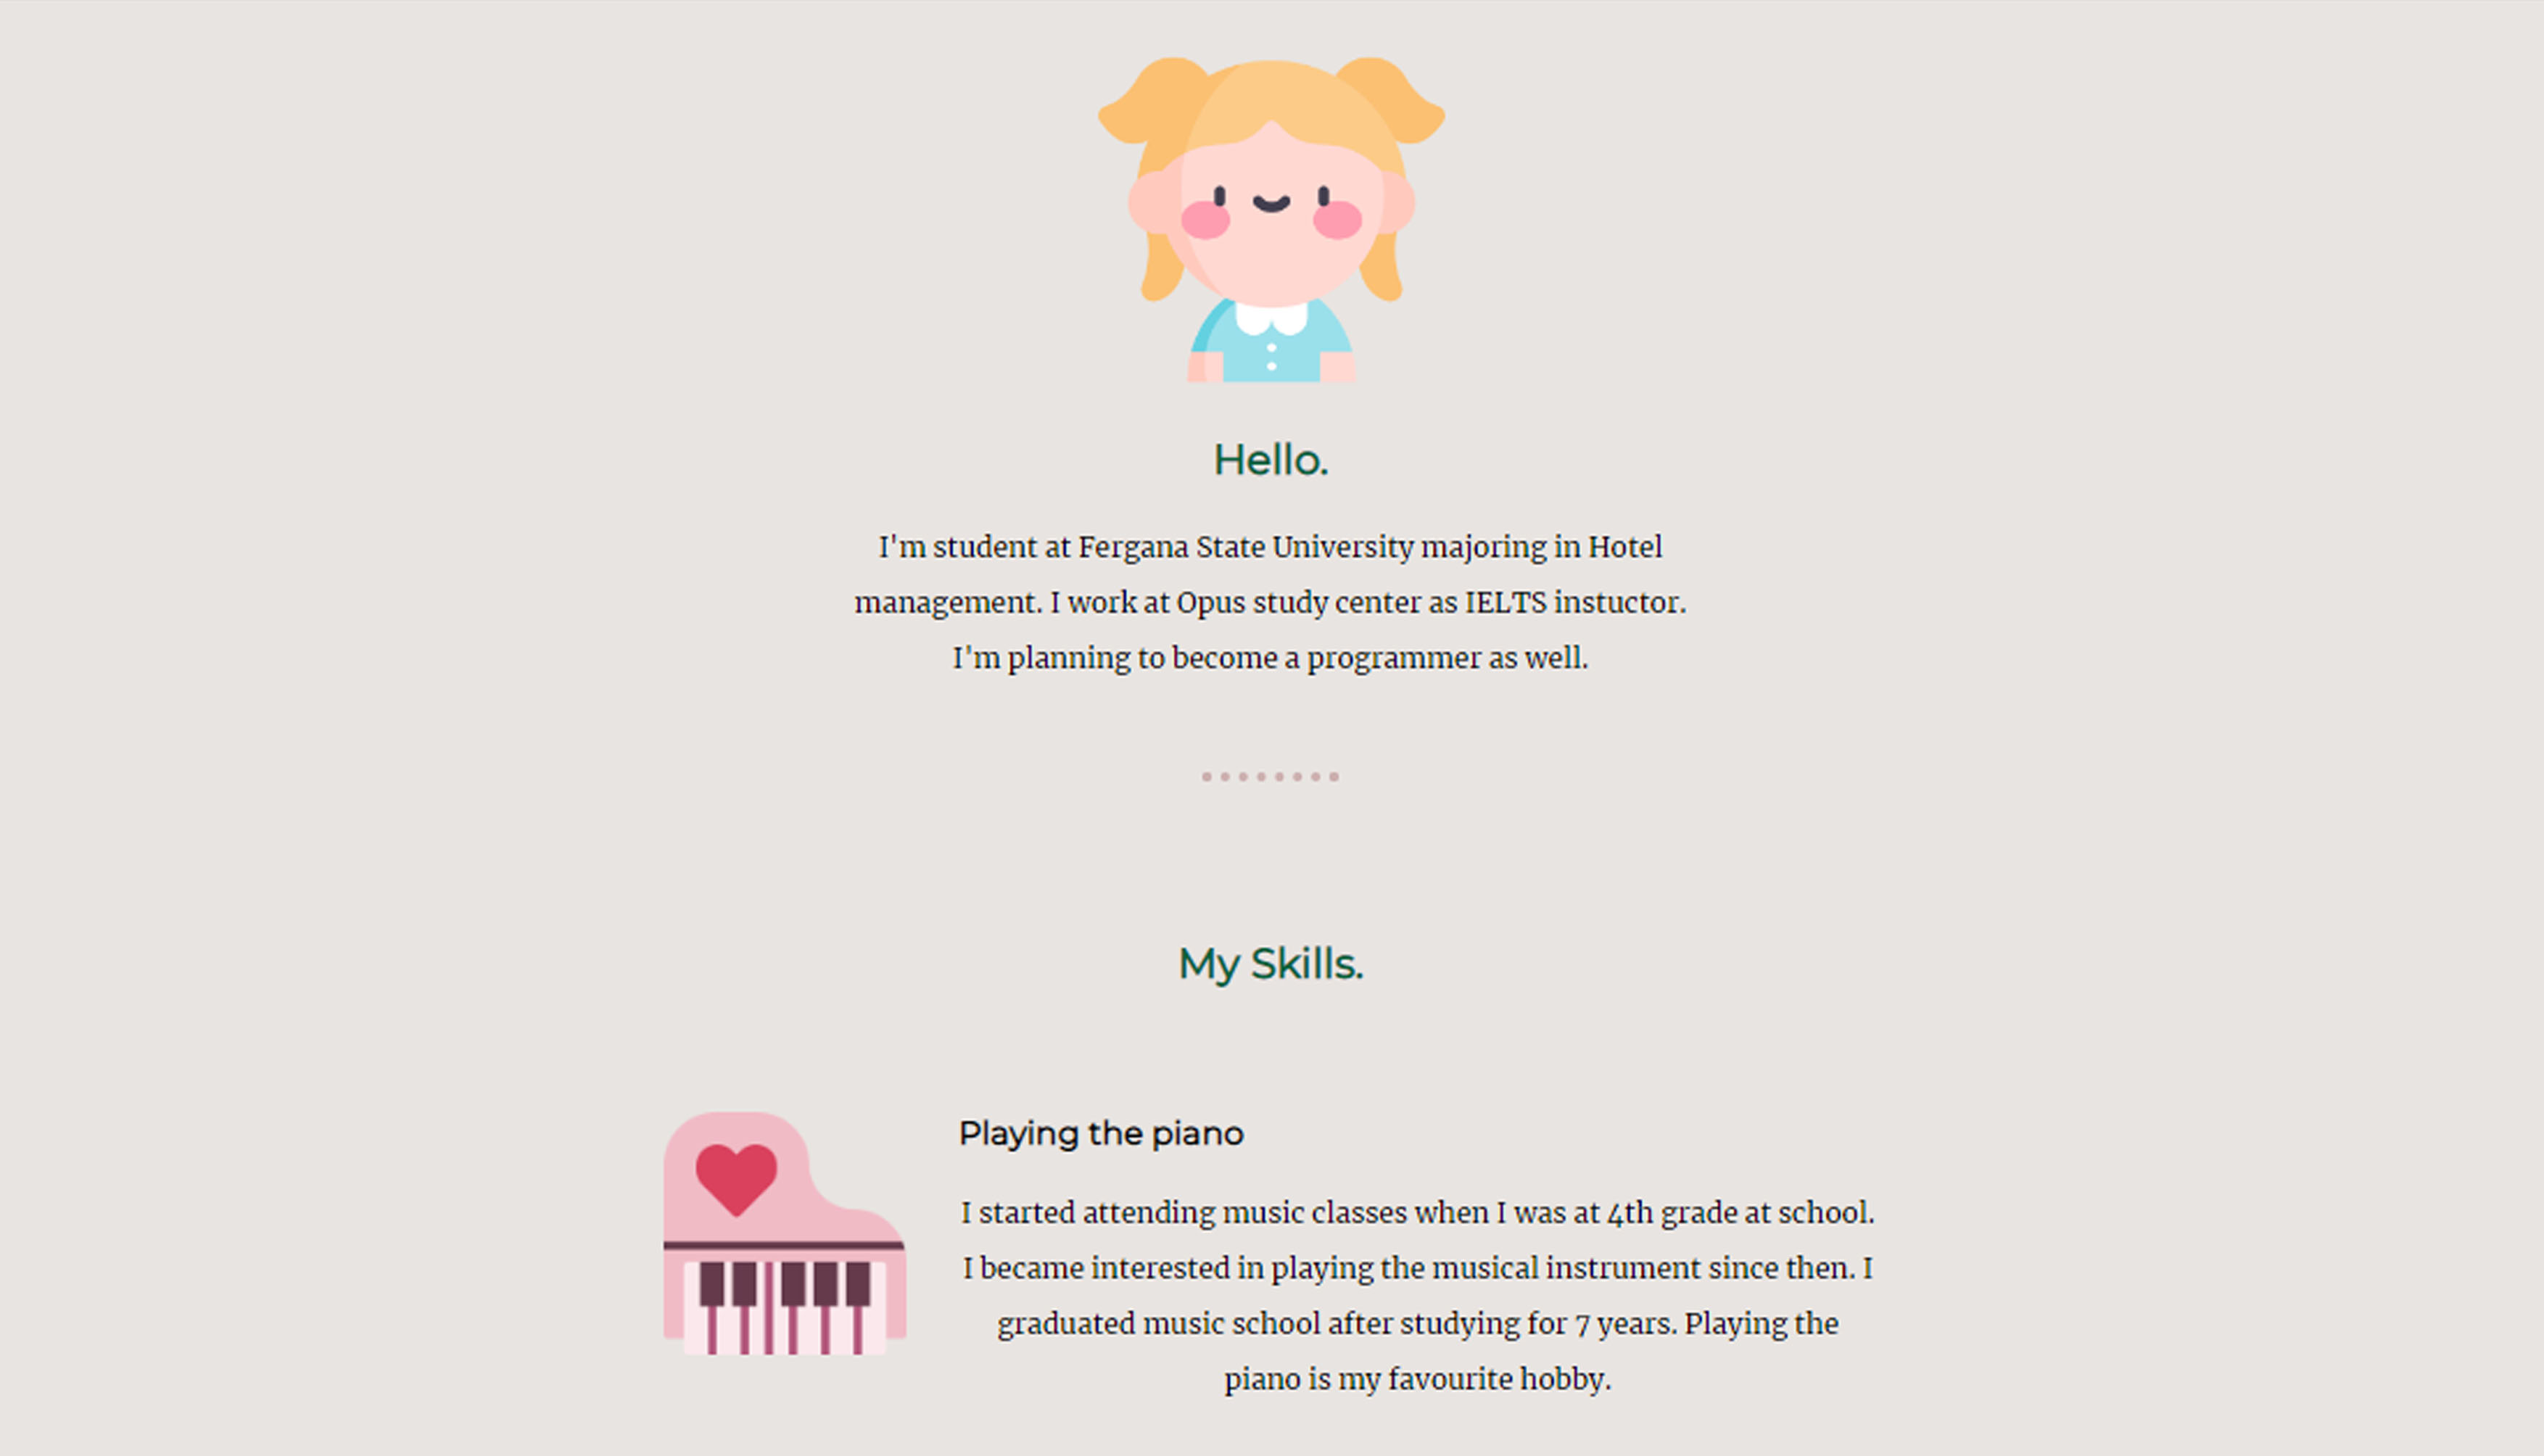 Hello.
I'm student at Fergana State University majoring in Hotel
management. I work at Opus study center as IELTS instuctor.
I'm planning to become a programmer as well.
My Skills.
Playing the piano
I started attending music classes when I was at 4th grade at school.
I became interested in playing the musical instrument since then. I
graduated music school after studying for 7 years. Playing the
piano is my favourite hobby.